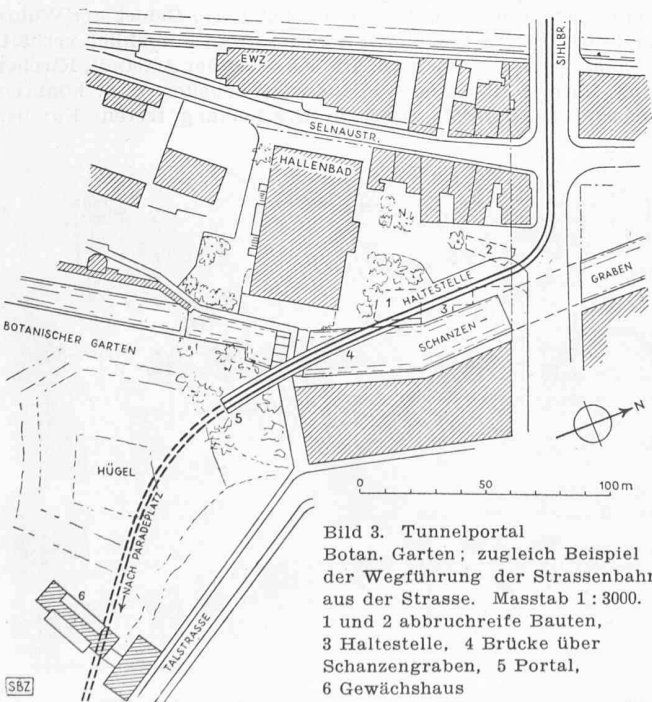 EWZ
SIHLBR.
SELNAUSTR.
HALLENBAD
2
HALTESTELLE
1
3
GRABEN
SCHANZEN
4
BOTANISCHER GARTEN
5
N
HÜGEL
0 50 100 m
NACH PARADEPLATZ
6
TALSTRASSE
SBZ
Bild 3. Tunnelportal
Botan. Garten; zugleich Beispiel
der Wegführung der Strassenbahn
aus der Strasse. Masstab 1 : 3000.
1 und 2 abbruchreife Bauten,
3 Haltestelle, 4 Brücke über
Schanzengraben, 5 Portal,
6 Gewächshaus